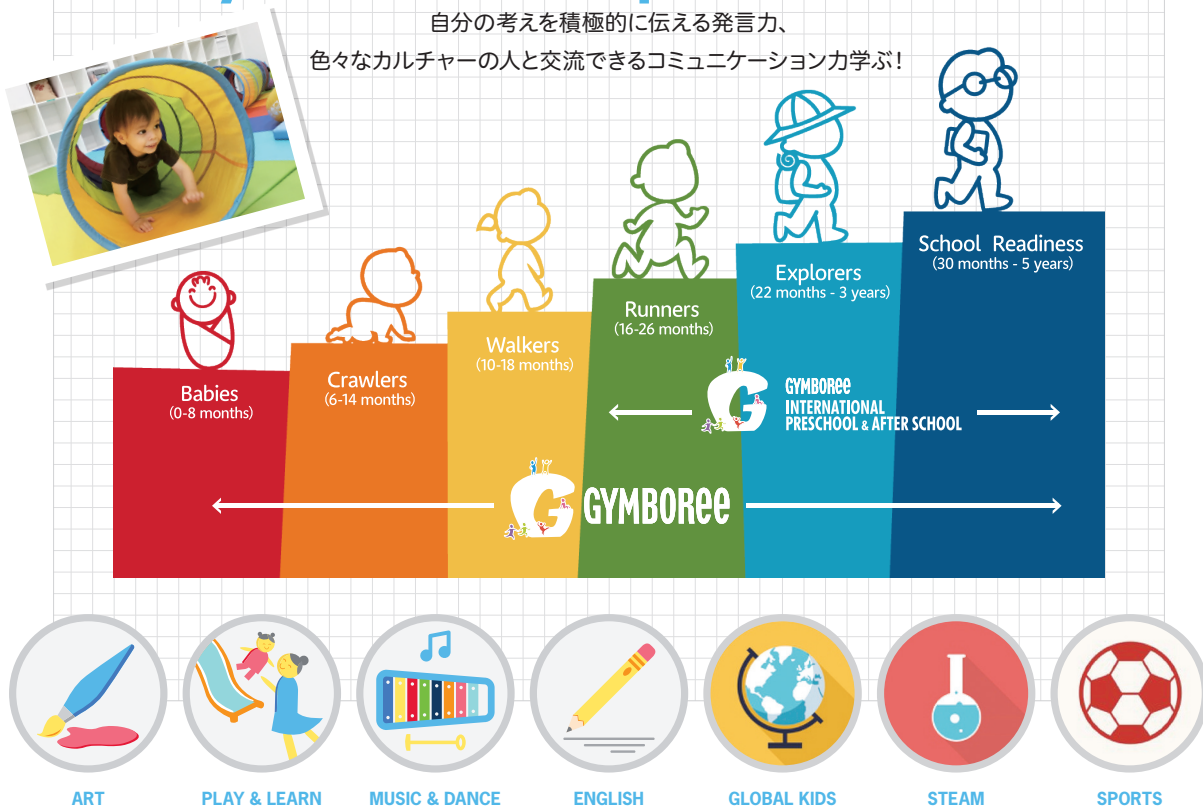 自分の考えを積極的に伝える発言力、
色々なカルチャーの人と交流できるコミュニケーション力学ぶ！
School Readiness
(30 months - 5 years)
Explorers
(22 months - 3 years)
Runners
(16-26 months)
Walkers
(10-18 months)
Crawlers
(6-14 months)
Babies
(0-8 months)
G GYMBOREE
INTERNATIONAL
PRESCHOOL & AFTER SCHOOL
G GYMBOREE
ART
PLAY & LEARN
MUSIC & DANCE
ENGLISH
GLOBAL KIDS
STEAM
SPORTS